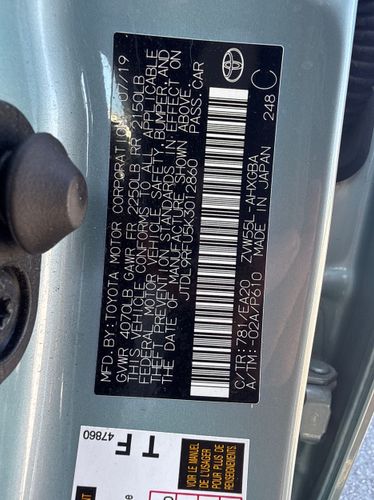 MFD.BY:TOYOTA MOTOR CORPORATION 07/19
GVWR 4070LB GAWR FR 2250LB RR 2250LB
THIS VEHICLE CONFORMS TO ALL APPLICABLE
FEDERAL MOTOR VEHICLE SAFETY, BUMPER, AND
THEFT PREVENTION STANDARDS IN EFFECT ON
THE DATE OF MANUFACTURE SHOWN ABOVE.
JTDL9RFU5K3012860 PASS.CAR
ZVW55L-AHXGBA
C/TR: 781/EA20
A/TM:-02A/P610 MADE IN JAPAN
248 C
TOYOTA
T F
47860
VOIR LE MANUEL
DE L'USAGER
POUR PLUS DE
RENSEIGNEMENTS